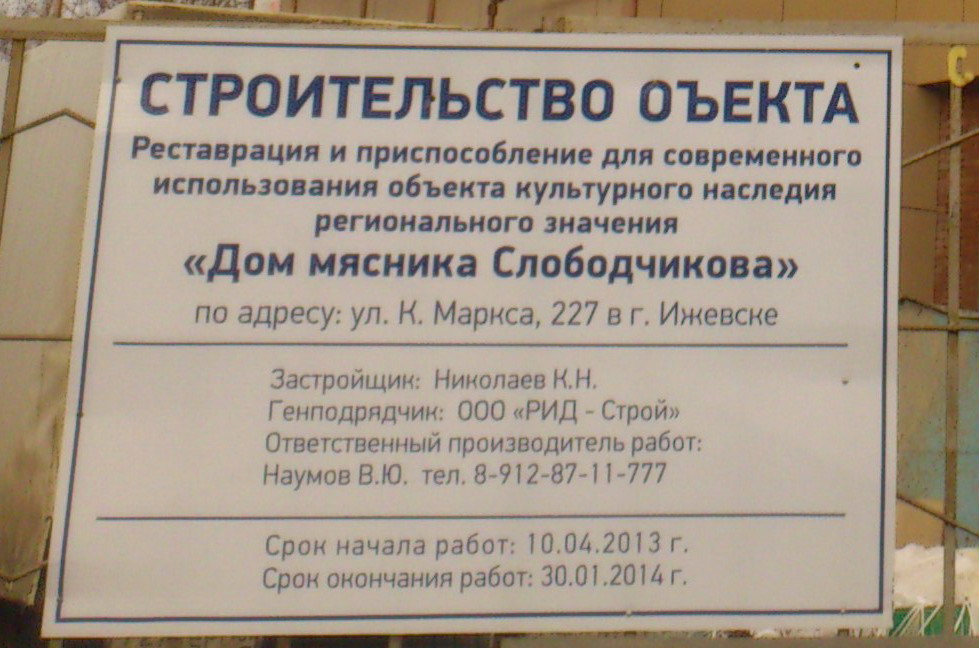 СТРОИТЕЛЬСТВО ОЪЕКТА
Реставрация и приспособление для современного
использования объекта культурного наследия
регионального значения
«Дом мясника Слободчикова»
по адресу: ул. К. Маркса, 227 в г. Ижевске
Застройщик: Николаев К.Н.
Генподрядчик: ООО «РИД - Строй»
Ответственный производитель работ:
Наумов В.Ю. тел. 8-912-87-11-777
Срок начала работ: 10.04.2013 г.
Срок окончания работ: 30.01.2014 г.